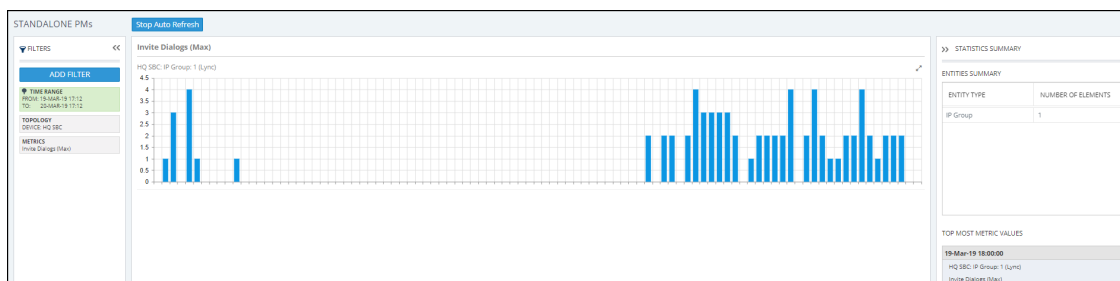 STANDALONE PMs
Stop Auto Refresh
FILTERS
ADD FILTER
TIME RANGE
FROM: 19-MAR-19 17:12
TO: 20-MAR-19 17:12
TOPOLOGY
DEVICE: HQ SBC
METRICS
Invite Dialogs (Max)
Invite Dialogs (Max)
HQ SBC: IP Group: 1 (Lync)
4.5
4
3.5
3
2.5
2
1.5
1
0.5
0
STATISTICS SUMMARY
ENTITIES SUMMARY
ENTITY TYPE NUMBER OF ELEMENTS
IP Group 1
TOP MOST METRIC VALUES
19-Mar-19 18:00:00
HQ SBC: IP Group: 1 (Lync)
Invite Dialogs (Max)